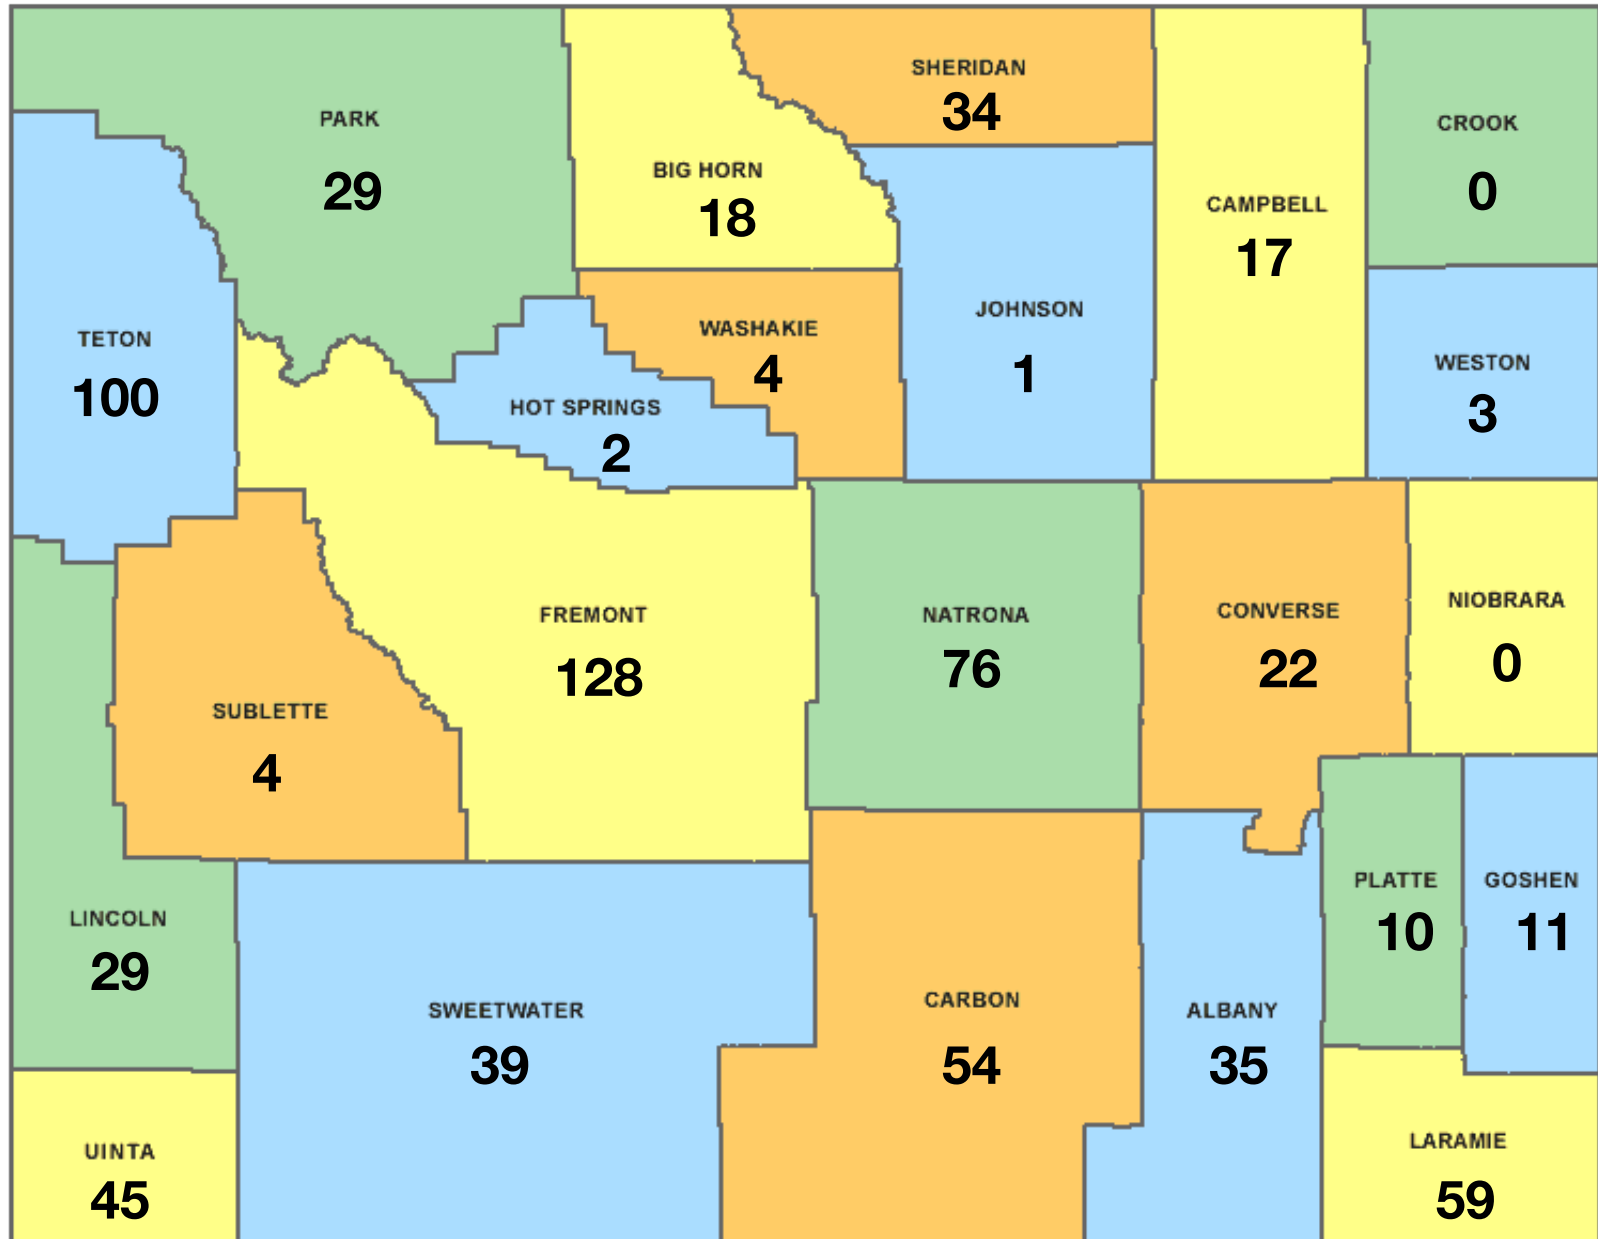 PARK
29
BIG HORN
18
SHERIDAN
34
CAMPBELL
17
CROOK
0
TETON
100
HOT SPRINGS
2
WASHAKIE
4
JOHNSON
1
WESTON
3
SUBLETTE
4
FREMONT
128
NATRONA
76
CONVERSE
22
NIOBRARA
0
LINCOLN
29
SWEETWATER
39
CARBON
54
ALBANY
35
PLATTE
10
GOSHEN
11
UINTA
45
LARAMIE
59